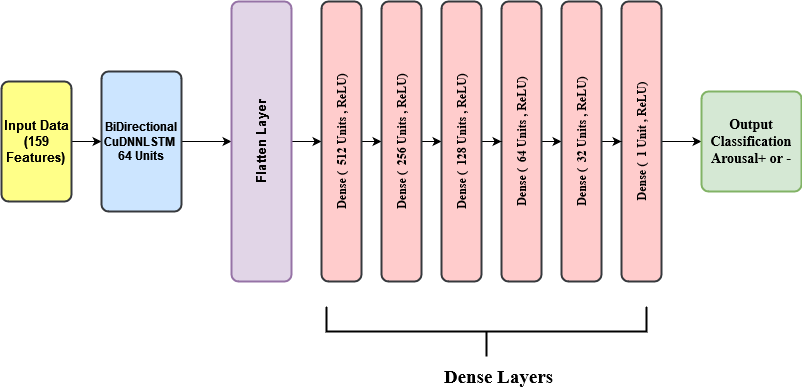 Input Data
(159
Features)
BiDirectional
CuDNNLSTM
64 Units
Flatten Layer
Dense ( 512 Units , ReLU)
Dense ( 256 Units , ReLU)
Dense ( 128 Units , ReLU)
Dense ( 64 Units , ReLU)
Dense ( 32 Units , ReLU)
Dense ( 1 Unit , ReLU)
Output
Classification
Arousal+ or -
Dense Layers